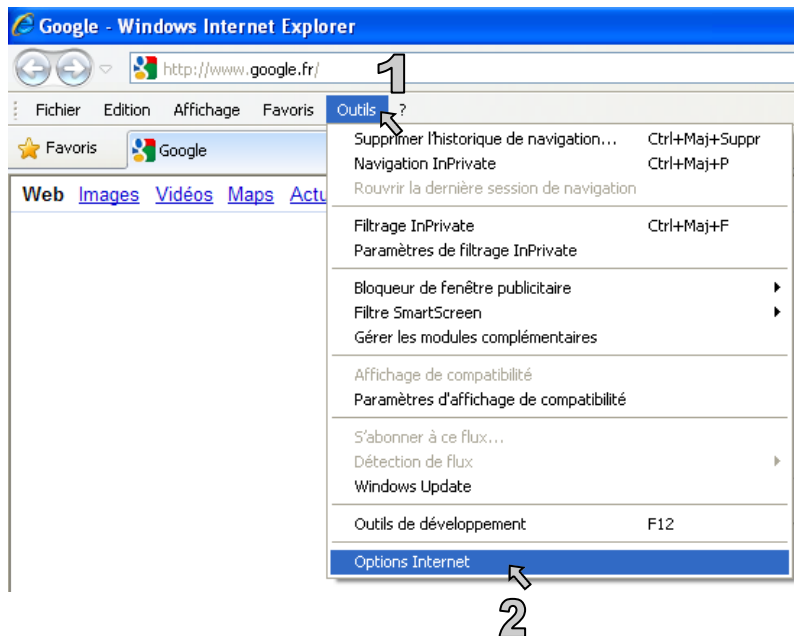 Google - Windows Internet Explorer
http://www.google.fr/
1
Fichier Edition Affichage Favoris Outils ?
Favoris Google
Supprimer l'historique de navigation... Ctrl+Maj+Suppr
Navigation InPrivate Ctrl+Maj+P
Rouvrir la dernière session de navigation
Web Images Vidéos Maps Actu
Filtrage InPrivate Ctrl+Maj+F
Paramètres de filtrage InPrivate
Bloqueur de fenêtre publicitaire
Filtre SmartScreen
Gérer les modules complémentaires
Affichage de compatibilité
Paramètres d'affichage de compatibilité
S'abonner à ce flux...
Détection de flux
Windows Update
Outils de développement F12
Options Internet
2